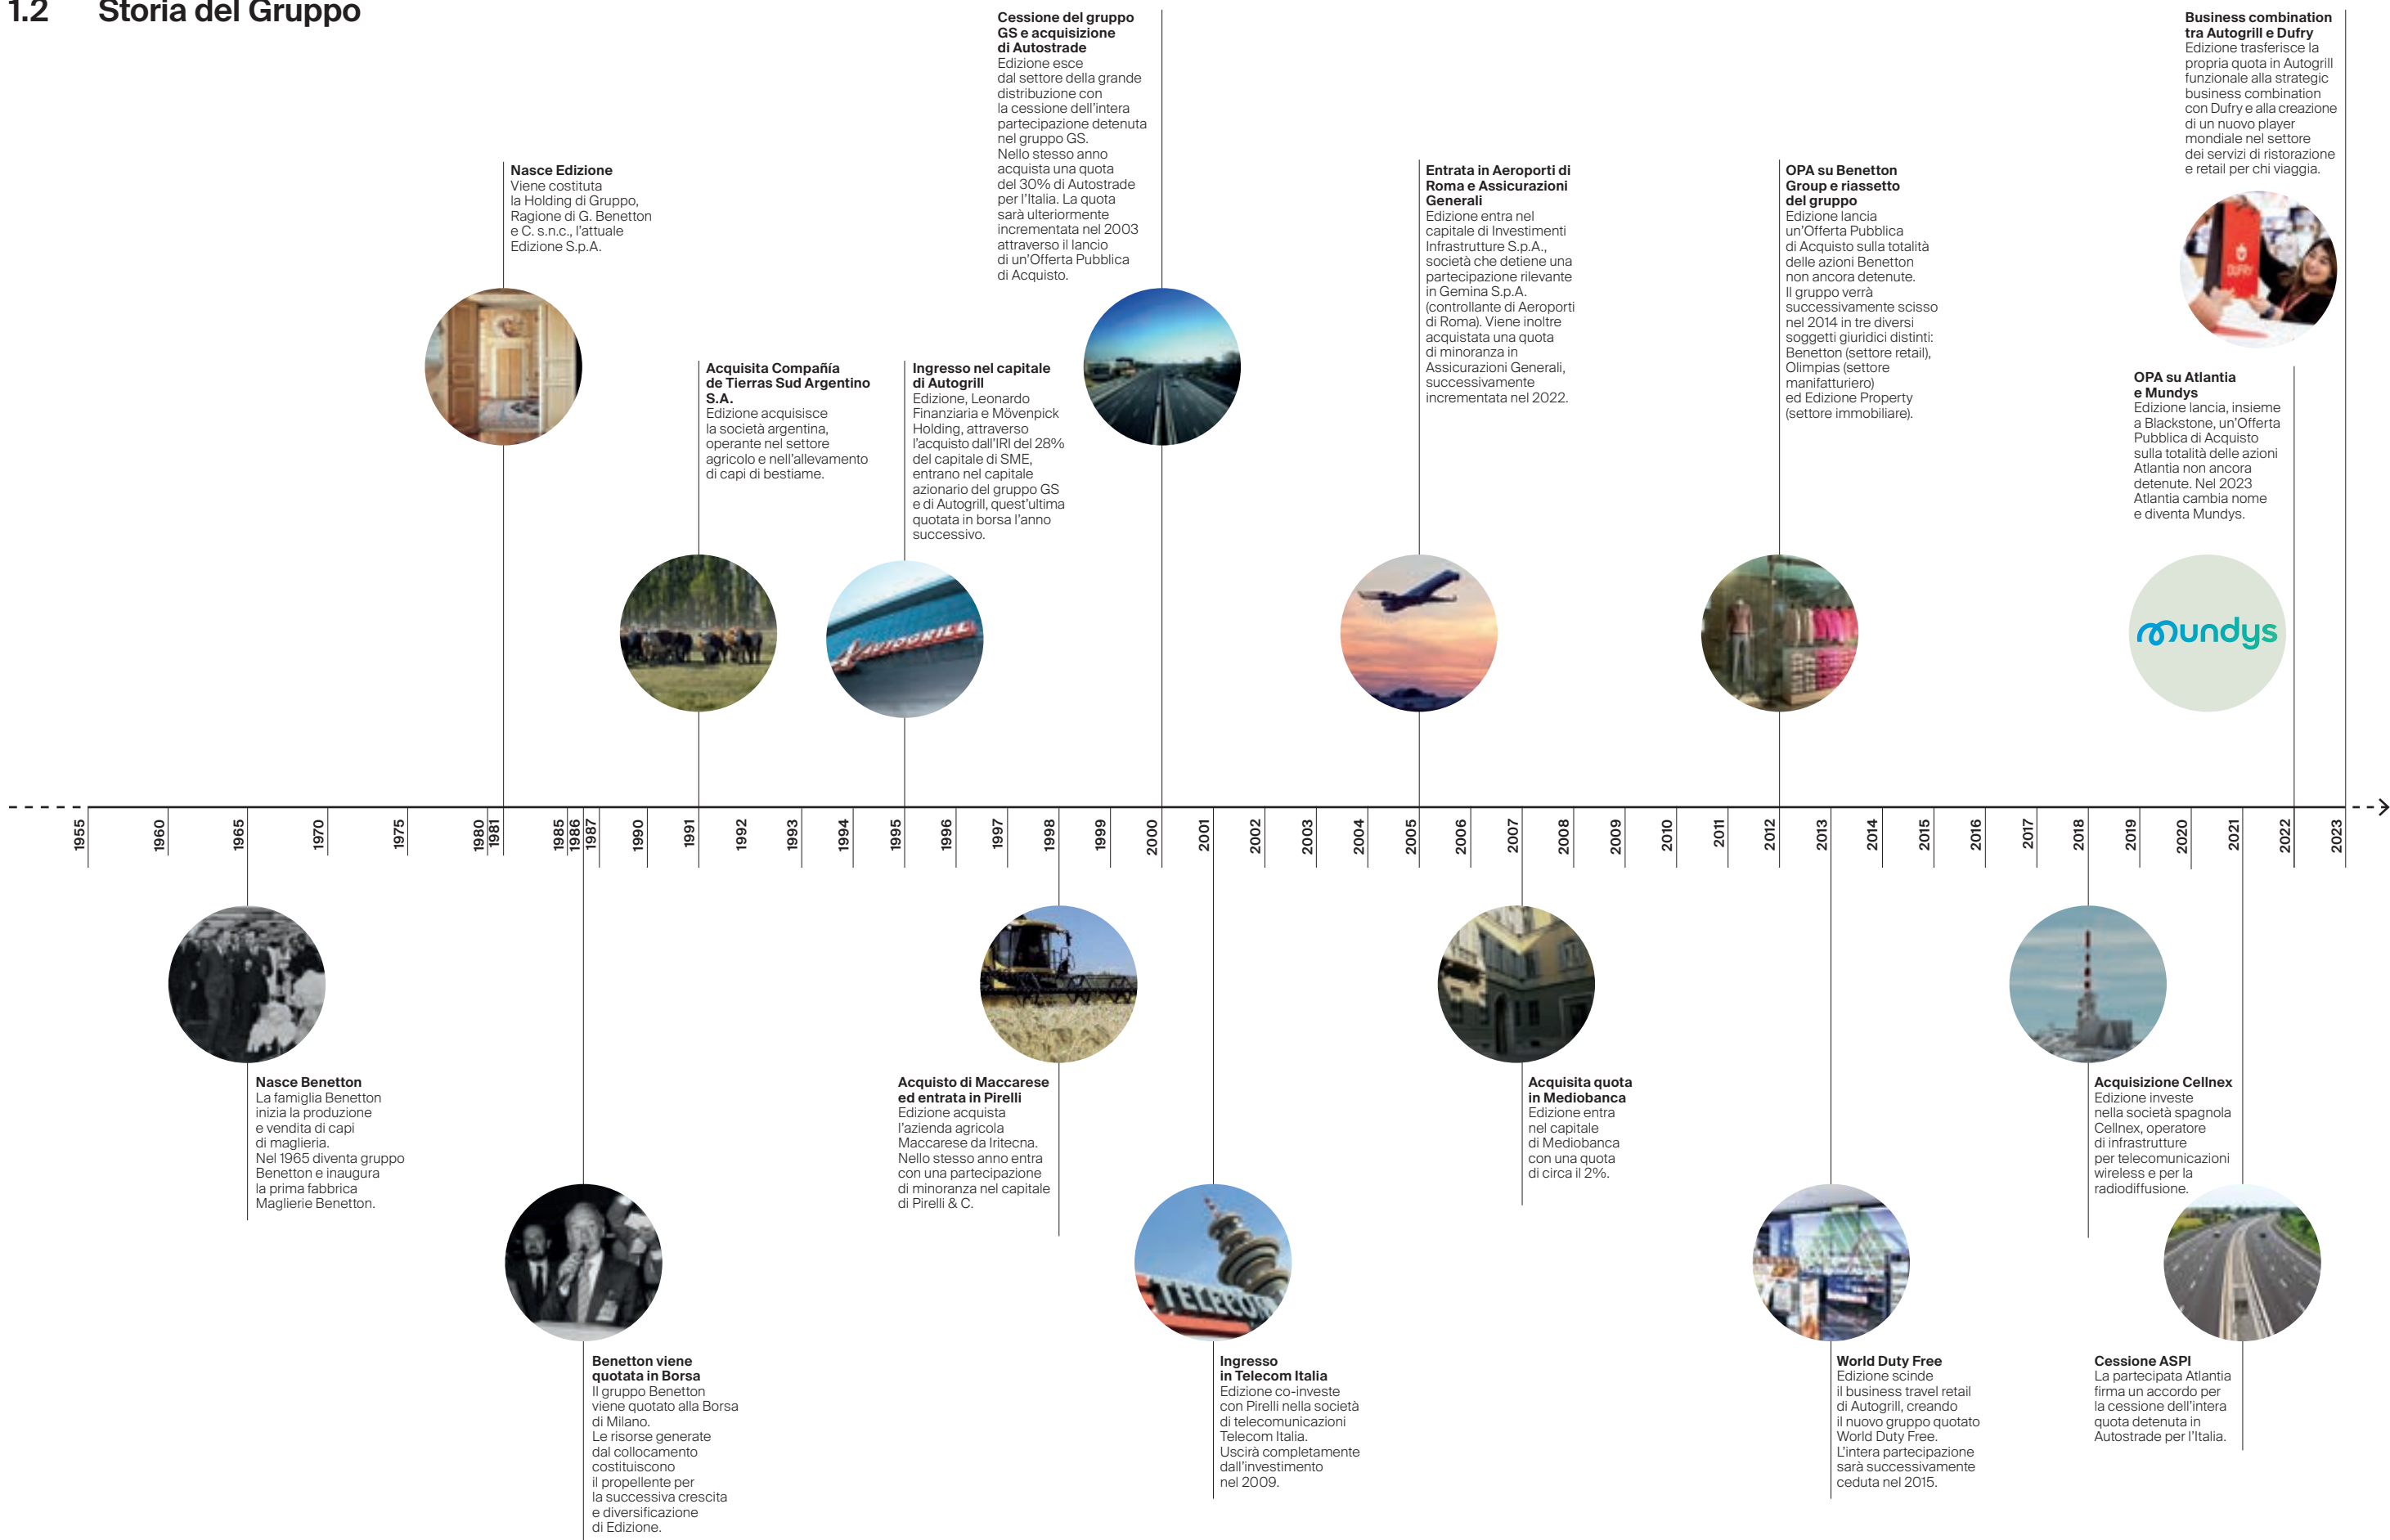 1.2 Storia del Gruppo
Cessione del gruppo
GS e acquisizione
di Autostrade
Edizione esce
dal settore della grande
distribuzione con
la cessione dell'intera
partecipazione detenuta
nel gruppo GS.
Nello stesso anno
acquista una quota
del 30% di Autostrade
per l'Italia. La quota
sarà ulteriormente
incrementata nel 2003
attraverso il lancio
di un'Offerta Pubblica
di Acquisto.
Business combination
tra Autogrill e Dufry
Edizione trasferisce la
propria quota in Autogrill
funzionale alla strategic
business combination
con Dufry e alla creazione
di un nuovo player
mondiale nel settore
dei servizi di ristorazione
e retail per chi viaggia.
DUFRY
Nasce Edizione
Viene costituta
la Holding di Gruppo,
Ragione di G. Benetton
e C. s.n.c., l'attuale
Edizione S.p.A.
Entrata in Aeroporti di
Roma e Assicurazioni
Generali
Edizione entra nel
capitale di Investimenti
Infrastrutture S.p.A.,
società che detiene una
partecipazione rilevante
in Gemina S.p.A.
(controllante di Aeroporti
di Roma). Viene inoltre
acquistata una quota
di minoranza in
Assicurazioni Generali,
successivamente
incrementata nel 2022.
OPA su Benetton
Group e riassetto
del gruppo
Edizione lancia
un'Offerta Pubblica
di Acquisto sulla totalità
delle azioni Benetton
non ancora detenute.
Il gruppo verrà
successivamente scisso
nel 2014 in tre diversi
soggetti giuridici distinti:
Benetton (settore retail),
Olimpias (settore
manifatturiero)
ed Edizione Property
(settore immobiliare).
Acquisita Compañía
de Tierras Sud Argentino
S.A.
Edizione acquisisce
la società argentina,
operante nel settore
agricolo e nell'allevamento
di capi di bestiame.
Ingresso nel capitale
di Autogrill
Edizione, Leonardo
Finanziaria e Mövenpick
Holding, attraverso
l'acquisto dall'IRI del 28%
del capitale di SME,
entrano nel capitale
azionario del gruppo GS
e di Autogrill, quest'ultima
quotata in borsa l'anno
successivo.
AUTOGRILL
OPA su Atlantia
e Mundys
Edizione lancia, insieme
a Blackstone, un'Offerta
Pubblica di Acquisto
sulla totalità delle azioni
Atlantia non ancora
detenute. Nel 2023
Atlantia cambia nome
e diventa Mundys.
mundys
1955
1960
1965
1970
1975
1980
1981
1985
1986
1987
1990
1991
1992
1993
1994
1995
1996
1997
1998
1999
2000
2001
2002
2003
2004
2005
2006
2007
2008
2009
2010
2011
2012
2013
2014
2015
2016
2017
2018
2019
2020
2021
2022
2023
Nasce Benetton
La famiglia Benetton
inizia la produzione
e vendita di capi
di maglieria.
Nel 1965 diventa gruppo
Benetton e inaugura
la prima fabbrica
Maglierie Benetton.
Benetton viene
quotata in Borsa
Il gruppo Benetton
viene quotato alla Borsa
di Milano.
Le risorse generate
dal collocamento
costituiscono
il propellente per
la successiva crescita
e diversificazione
di Edizione.
Acquisto di Maccarese
ed entrata in Pirelli
Edizione acquista
l'azienda agricola
Maccarese da Iritecna.
Nello stesso anno entra
con una partecipazione
di minoranza nel capitale
di Pirelli & C.
TELECOM
Ingresso
in Telecom Italia
Edizione co-investe
con Pirelli nella società
di telecomunicazioni
Telecom Italia.
Uscirà completamente
dall'investimento
nel 2009.
Acquisita quota
in Mediobanca
Edizione entra
nel capitale
di Mediobanca
con una quota
di circa il 2%.
World Duty Free
Edizione scinde
il business travel retail
di Autogrill, creando
il nuovo gruppo quotato
World Duty Free.
L'intera partecipazione
sarà successivamente
ceduta nel 2015.
Acquisizione Cellnex
Edizione investe
nella società spagnola
Cellnex, operatore
di infrastrutture
per telecomunicazioni
wireless e per la
radiodiffusione.
Cessione ASPI
La partecipata Atlantia
firma un accordo per
la cessione dell'intera
quota detenuta in
Autostrade per l'Italia.